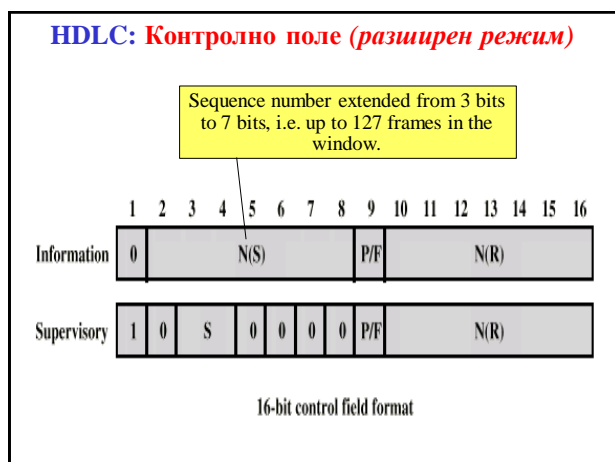 HDLC: Контролно поле (разширен режим)
Sequence number extended from 3 bits
to 7 bits, i.e. up to 127 frames in the
window.
1 2 3 4 5 6 7 8 9 10 11 12 13 14 15 16
Information 0 N(S) P/F N(R)
Supervisory 1 0 S 0 0 0 0 P/F N(R)
16-bit control field format